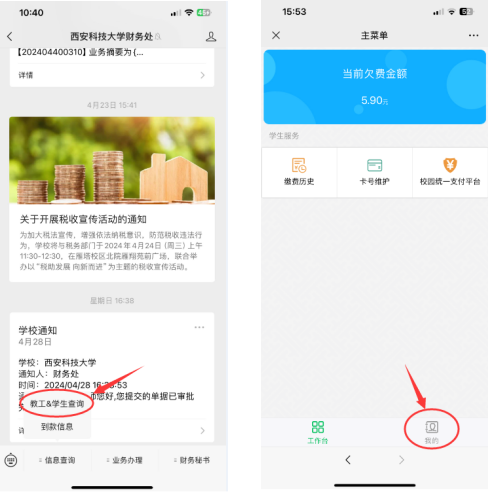 10:40
西安科技大学财务处
【202404400310】业务摘要为{...
详情
4月23日 15:41
关于开展税收宣传活动的通知
为加大税法宣传,增强依法纳税意识、防范税收违法行
为,学校将与税务部门于2024年4月24日(周三)上午
11:30-12:30,在雁塔校区北院雁翔苑前广场,联合举
办以“税助发展 向新而进”为主题的税收宣传活动。
星期日 16:38
学校通知
4月28日
学校:西安科技大学
通知人:财务处
时间:2024/04/28 16:38:53
师您好,您提交的单据已审批
教工&学生查询
到款信息
信息查询
业务办理
财务秘书
15:53
主菜单
当前欠费金额
5.90元
学生服务
缴费历史
卡号维护
校园统一支付平台
工作台
我的